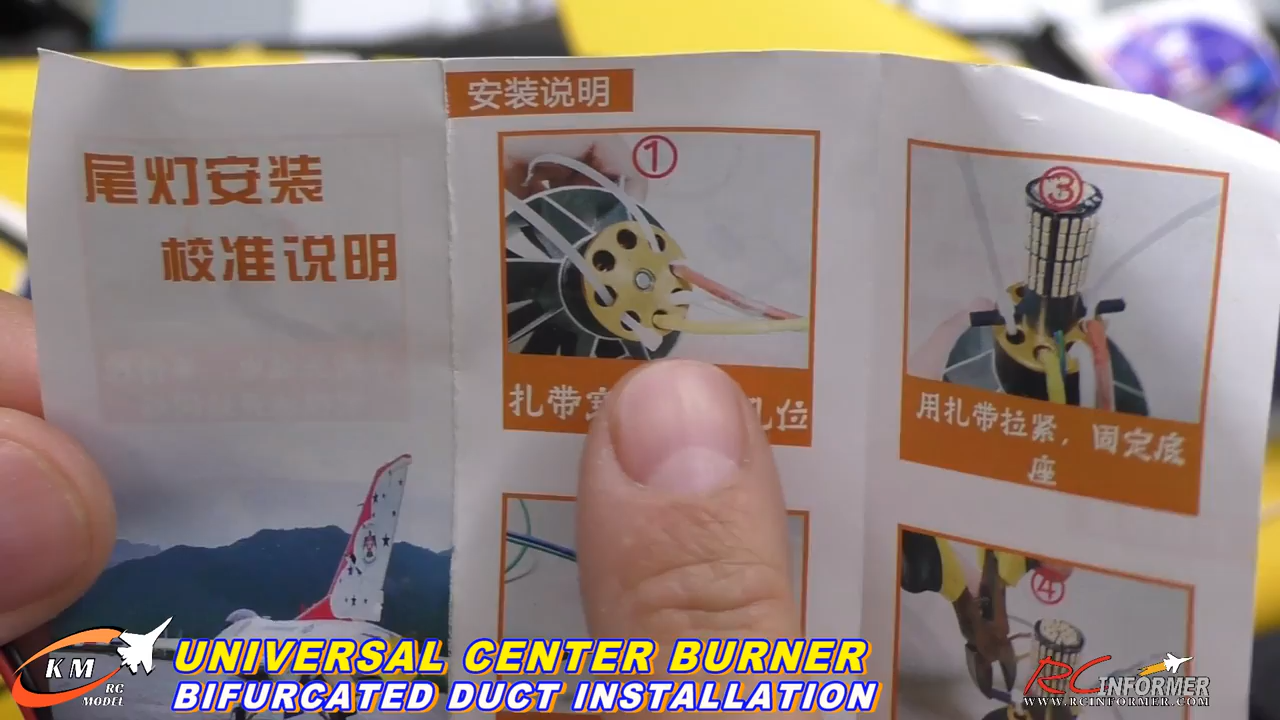 安装说明
尾灯安装
校准说明
①
扎带
孔位
③
用扎带拉紧，固定底
座
④
KM
RC
MODEL
UNIVERSAL CENTER BURNER
BIFURCATED DUCT INSTALLATION
RCINFORMER
WWW.RCINFORMER.COM